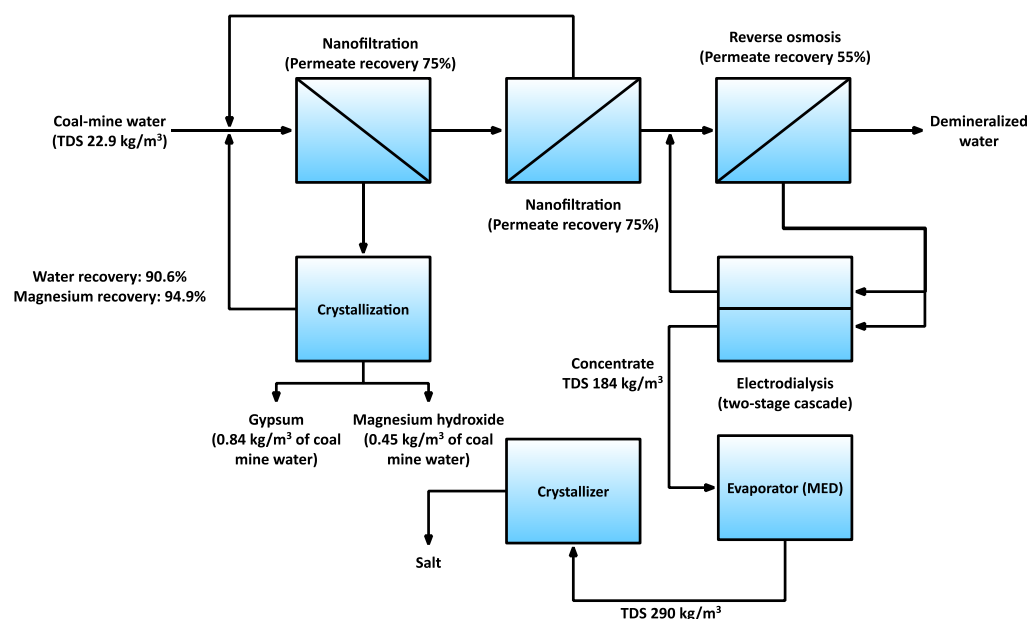 Nanofiltration
(Permeate recovery 75%)
Reverse osmosis
(Permeate recovery 55%)
Coal-mine water
(TDS 22.9 kg/m³)
Demineralized
water
Nanofiltration
(Permeate recovery 75%)
Water recovery: 90.6%
Magnesium recovery: 94.9%
Crystallization
Concentrate
TDS 184 kg/m³
Electrodialysis
(two-stage cascade)
Gypsum
(0.84 kg/m³ of coal
mine water)
Magnesium hydroxide
(0.45 kg/m³ of coal
mine water)
Crystallizer
Evaporator (MED)
Salt
TDS 290 kg/m³